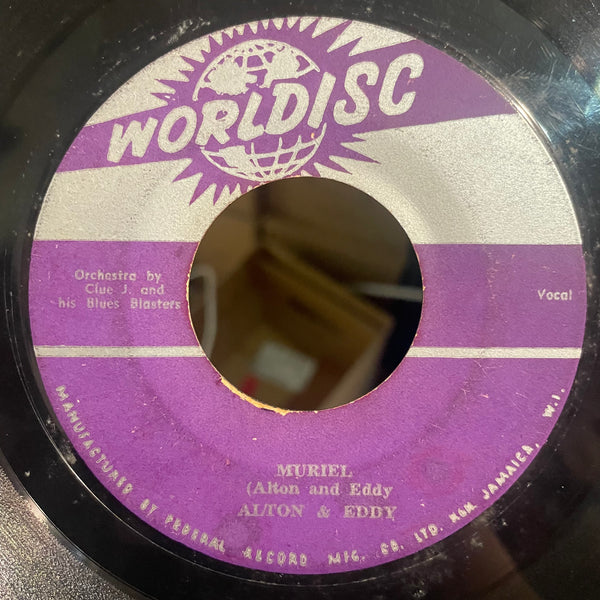 WORLDISC
Orchestra by
Clue J. and
his Blues Blasters
Vocal
MURIEL
(Alton and Eddy
ALTON & EDDY
MANUFACTURED BY FEDERAL RECORD MFG. CO. LTD. KGN JAMAICA, W.I.